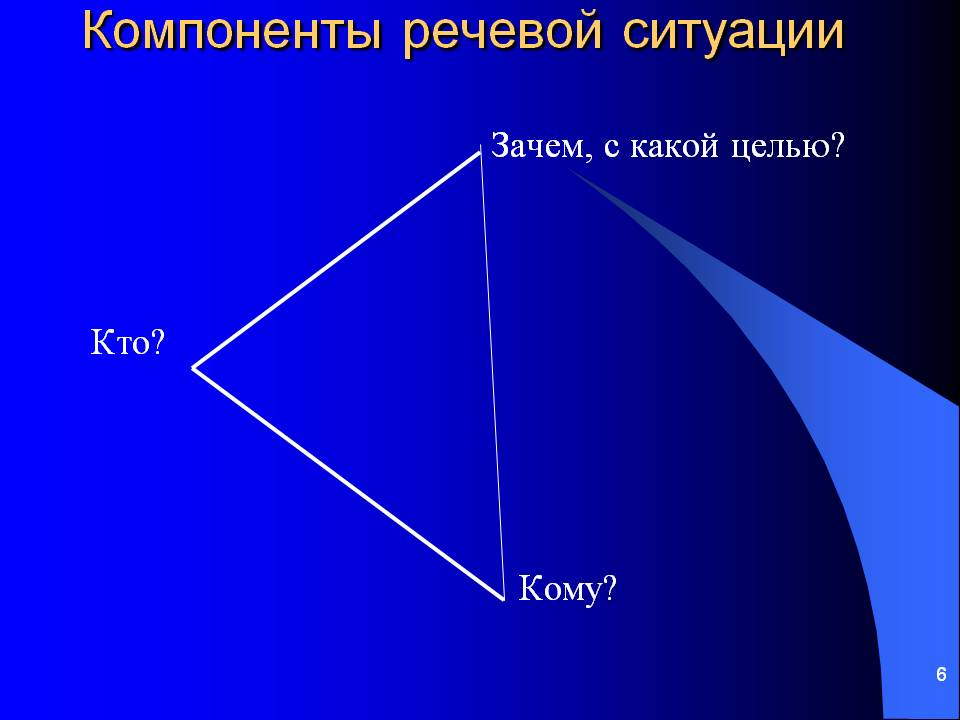 Компоненты речевой ситуации
Зачем, с какой целью?
Кто?
Кому?
6